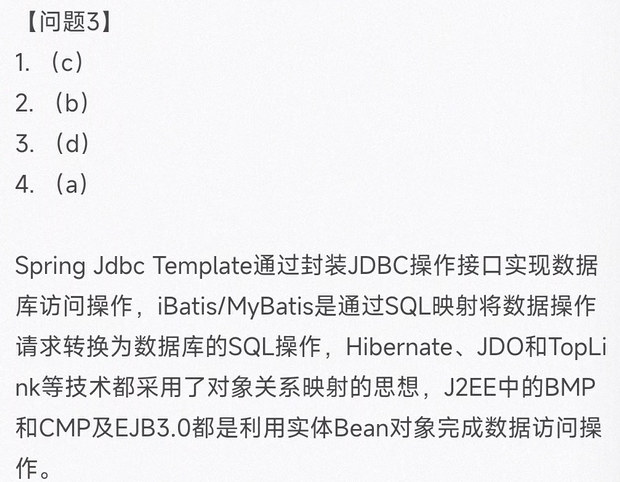 【问题3】
1. （c）
2. （b）
3. （d）
4. （a）
Spring Jdbc Template通过封装JDBC操作接口实现数据
库访问操作，iBatis/MyBatis是通过SQL映射将数据操作
请求转换为数据库的SQL操作，Hibernate、JDO和TopLi
nk等技术都采用了对象关系映射的思想，J2EE中的BMP
和CMP及EJB3.0都是利用实体Bean对象完成数据访问操
作。